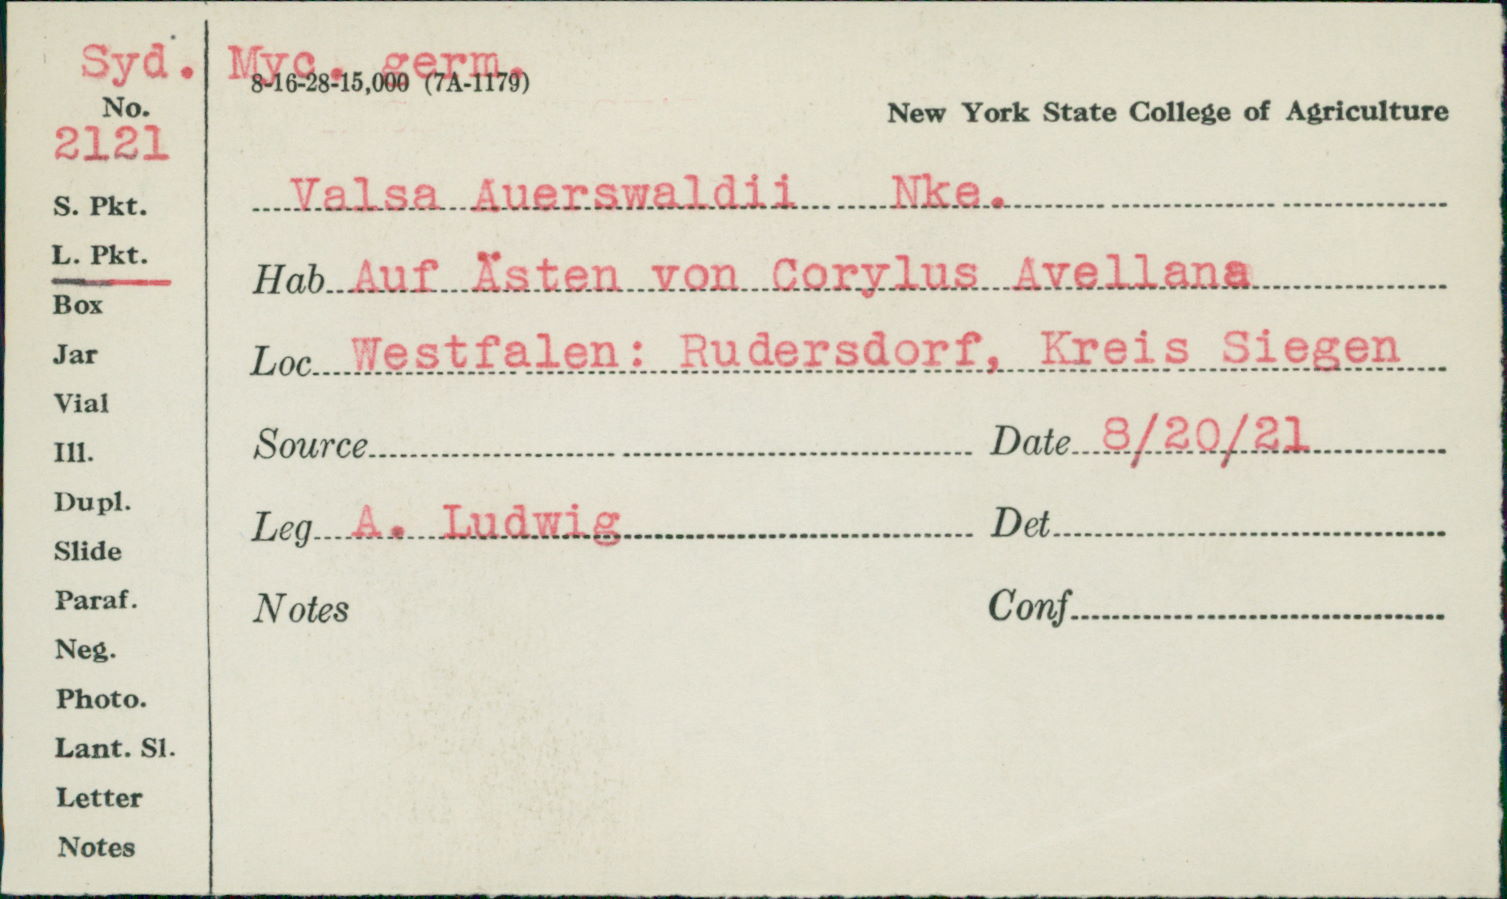 Syd. Myc. germ.
8-16-28-15,000 (7A-1179)
No.
2121
New York State College of Agriculture
S. Pkt.
Valsa Auerswaldii Nke.
L. Pkt.
Hab. Auf Ästen von Corylus Avellana
Box
Jar
Loc. Westfalen: Rudersdorf, Kreis Siegen
Vial
Ill.
Source Date 8/20/21
Dupl.
Leg. A. Ludwig Det.
Slide
Paraf.
Notes Conf.
Neg.
Photo.
Lant. Sl.
Letter
Notes